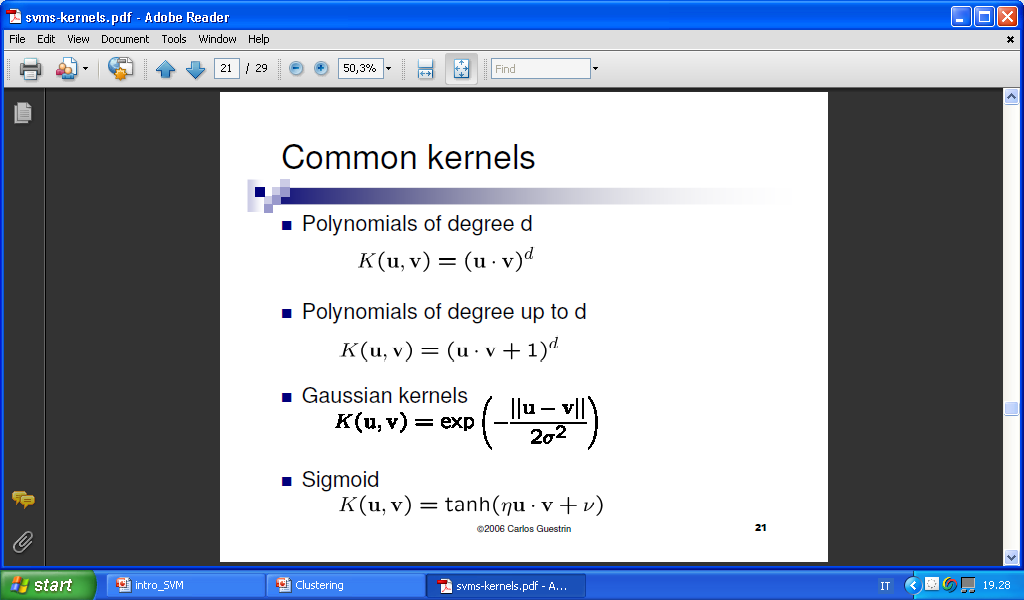 svms-kernels.pdf - Adobe Reader
File Edit View Document Tools Window Help
21 / 29 50,3% Find
Common kernels
Polynomials of degree d
K(u, v) = (u · v)^d
Polynomials of degree up to d
K(u, v) = (u · v + 1)^d
Gaussian kernels
K(u, v) = exp(−||u − v||/2σ²)
Sigmoid
K(u, v) = tanh(ηu · v + ν)
©2006 Carlos Guestrin 21
start intro_SVM Clustering svms-kernels.pdf - A... IT 19.28